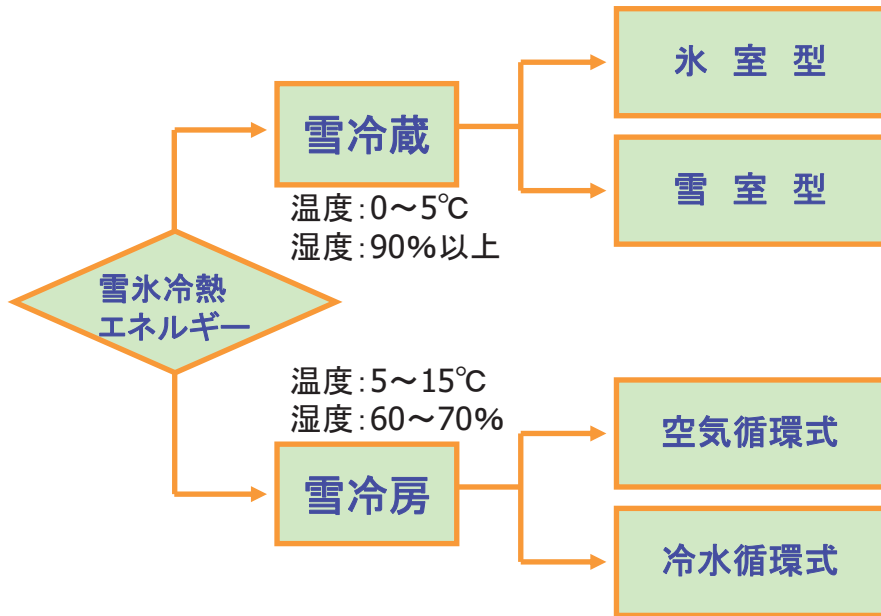 氷 室 型
雪冷蔵
雪 室 型
温度:0～5℃
湿度:90%以上
雪氷冷熱
エネルギー
温度:5～15℃
湿度:60～70%
空気循環式
雪冷房
冷水循環式